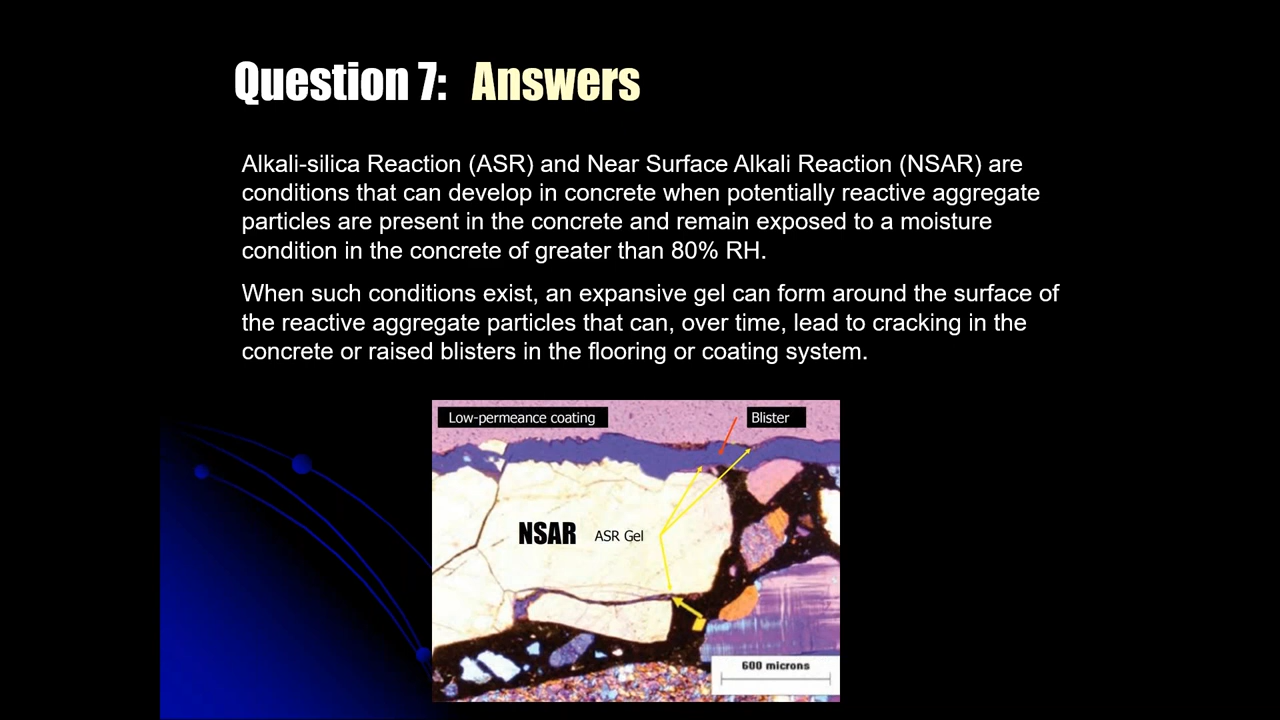 Question 7: Answers
Alkali-silica Reaction (ASR) and Near Surface Alkali Reaction (NSAR) are
conditions that can develop in concrete when potentially reactive aggregate
particles are present in the concrete and remain exposed to a moisture
condition in the concrete of greater than 80% RH.
When such conditions exist, an expansive gel can form around the surface of
the reactive aggregate particles that can, over time, lead to cracking in the
concrete or raised blisters in the flooring or coating system.
Low-permeance coating
Blister
NSAR
ASR Gel
600 microns